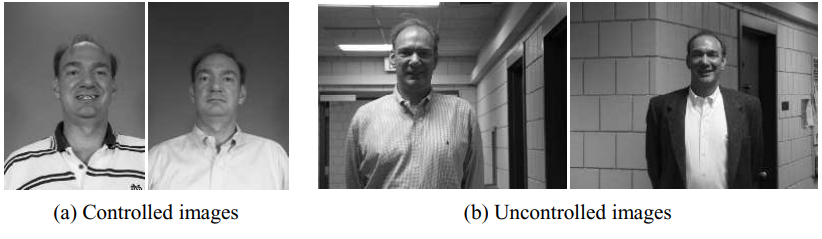 (a) Controlled images
(b) Uncontrolled images